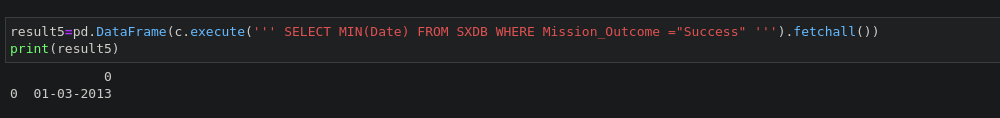 result5=pd.DataFrame(c.execute(''' SELECT MIN(Date) FROM SXDB WHERE Mission_Outcome ="Success" ''').fetchall())
print(result5)
0
0  01-03-2013